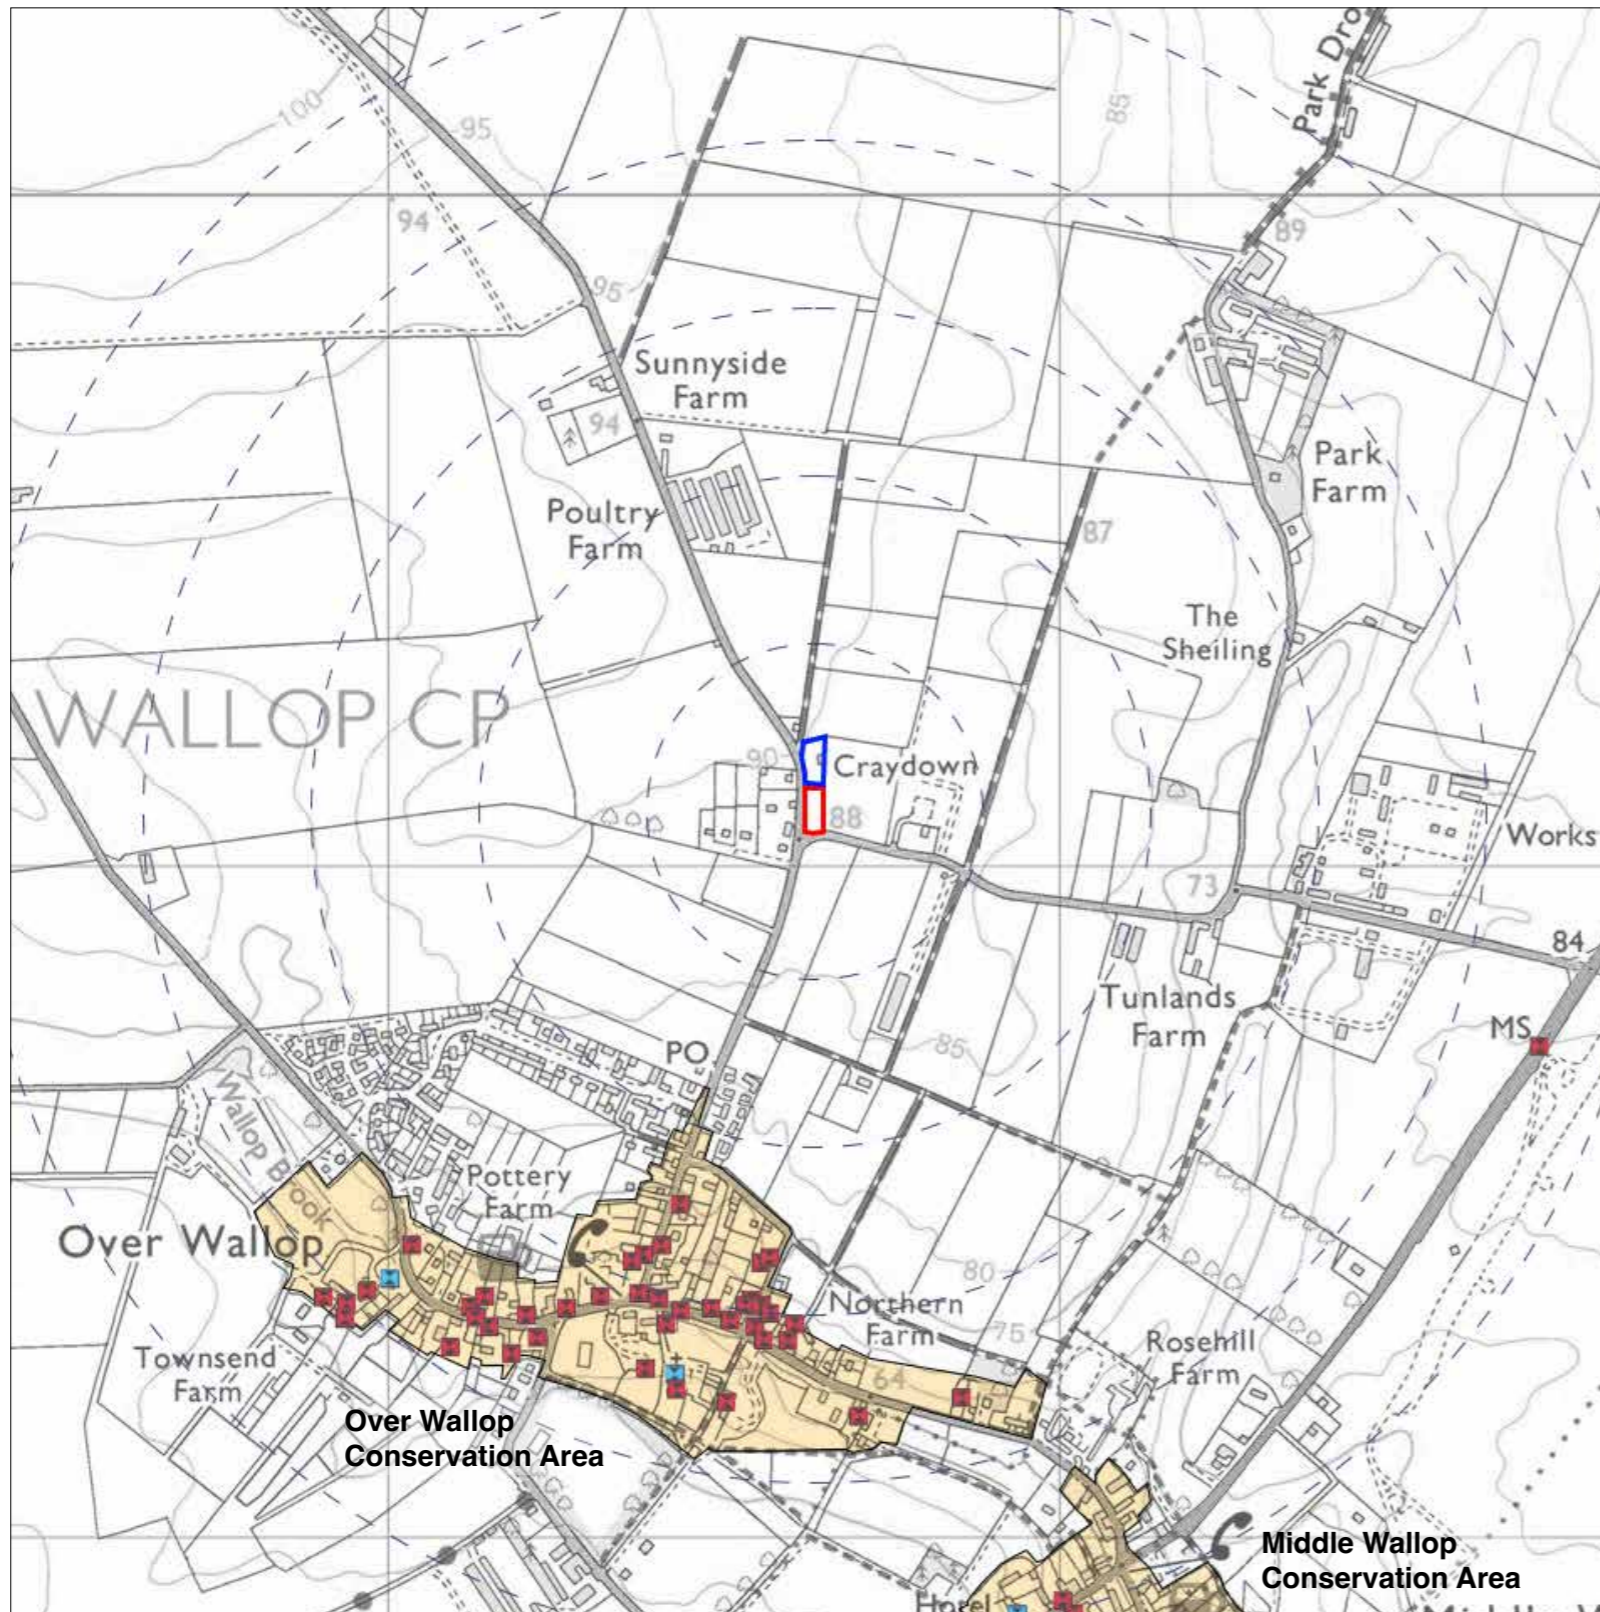 Park Dro
100
95
85
94
89
95
Sunnyside
Farm
94
Park
Farm
Poultry
Farm
87
The
Sheiling
WALLOP CP
90
Craydown
88
Works
73
84
Tunlands
Farm
MS
PO
85
Wallop Brook
Pottery
Farm
Over Wallop
80
Northern
Farm
75
Rosehill
Farm
Townsend
Farm
64
Over Wallop
Conservation Area
Middle Wallop
Conservation Area
Hotel